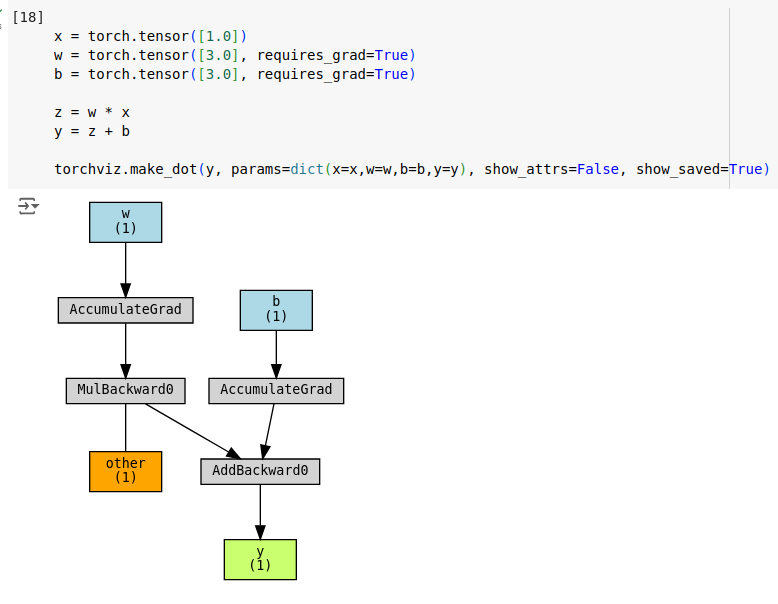 [18]
x = torch.tensor([1.0])
w = torch.tensor([3.0], requires_grad=True)
b = torch.tensor([3.0], requires_grad=True)
z = w * x
y = z + b
torchviz.make_dot(y, params=dict(x=x,w=w,b=b,y=y), show_attrs=False, show_saved=True)
w
(1)
AccumulateGrad
b
(1)
MulBackward0
AccumulateGrad
other
(1)
AddBackward0
y
(1)